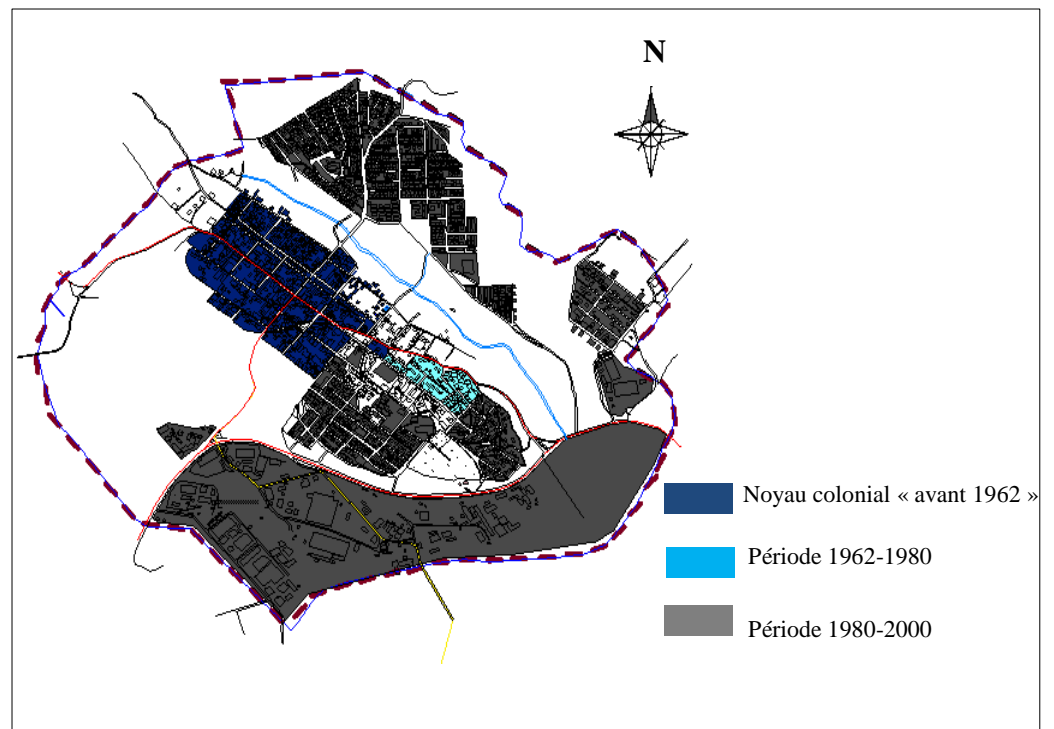 N
Noyau colonial « avant 1962 »
Période 1962-1980
Période 1980-2000